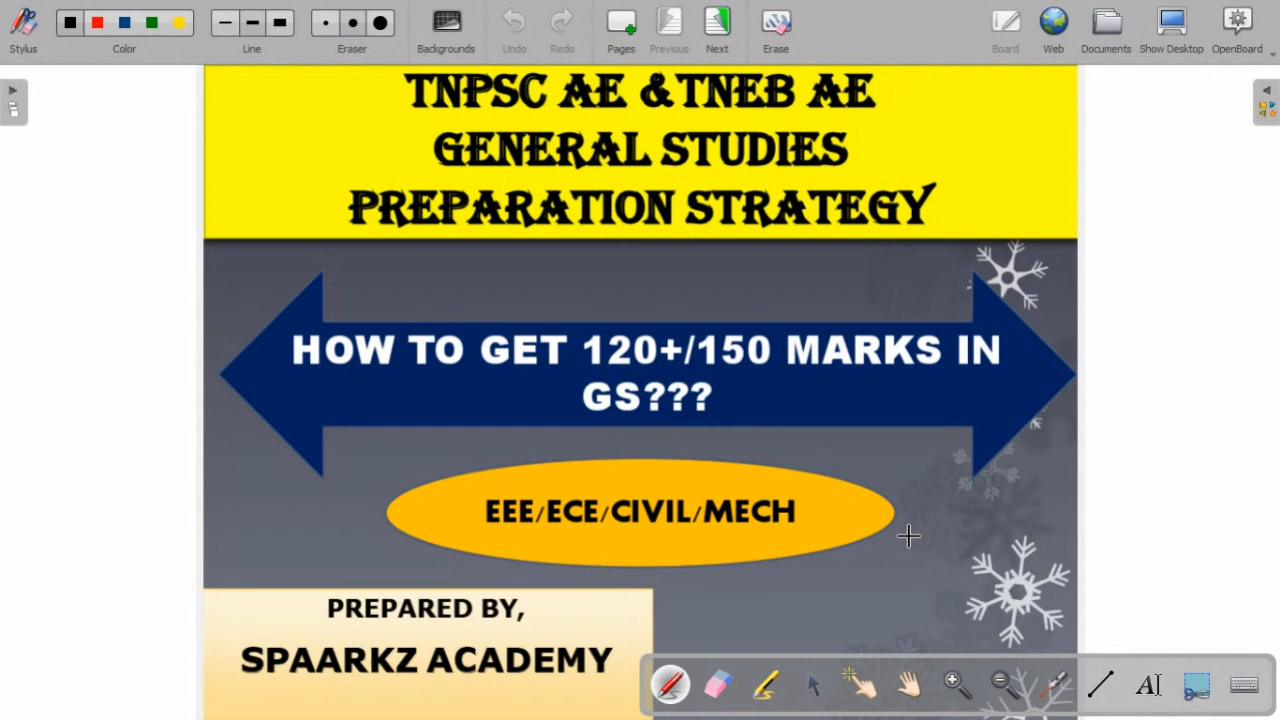 Stylus Color Line Eraser Backgrounds Undo Redo Pages Previous Next Erase Board Web Documents Show Desktop OpenBoard
TNPSC AE &TNEB AE
GENERAL STUDIES
PREPARATION STRATEGY
HOW TO GET 120+/150 MARKS IN
GS???
EEE/ECE/CIVIL/MECH
PREPARED BY,
SPAARKZ ACADEMY
AI